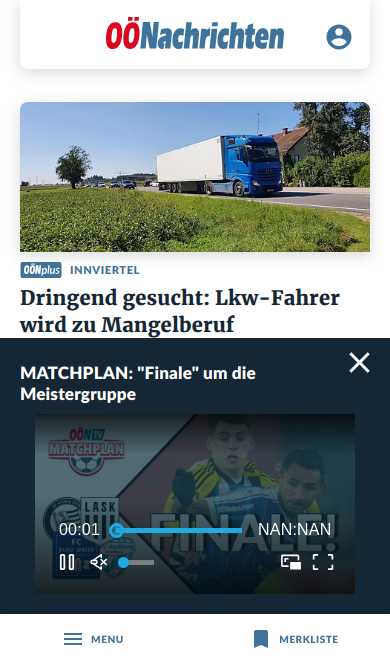 OÖNachrichten
OÖNplus INNVIERTEL
Dringend gesucht: Lkw-Fahrer
wird zu Mangelberuf
MATCHPLAN: "Finale" um die
Meistergruppe
OÖN TV
MATCHPLAN
LASK
FC
FINALE!
00:01 NAN:NAN
MENU MERKLISTE